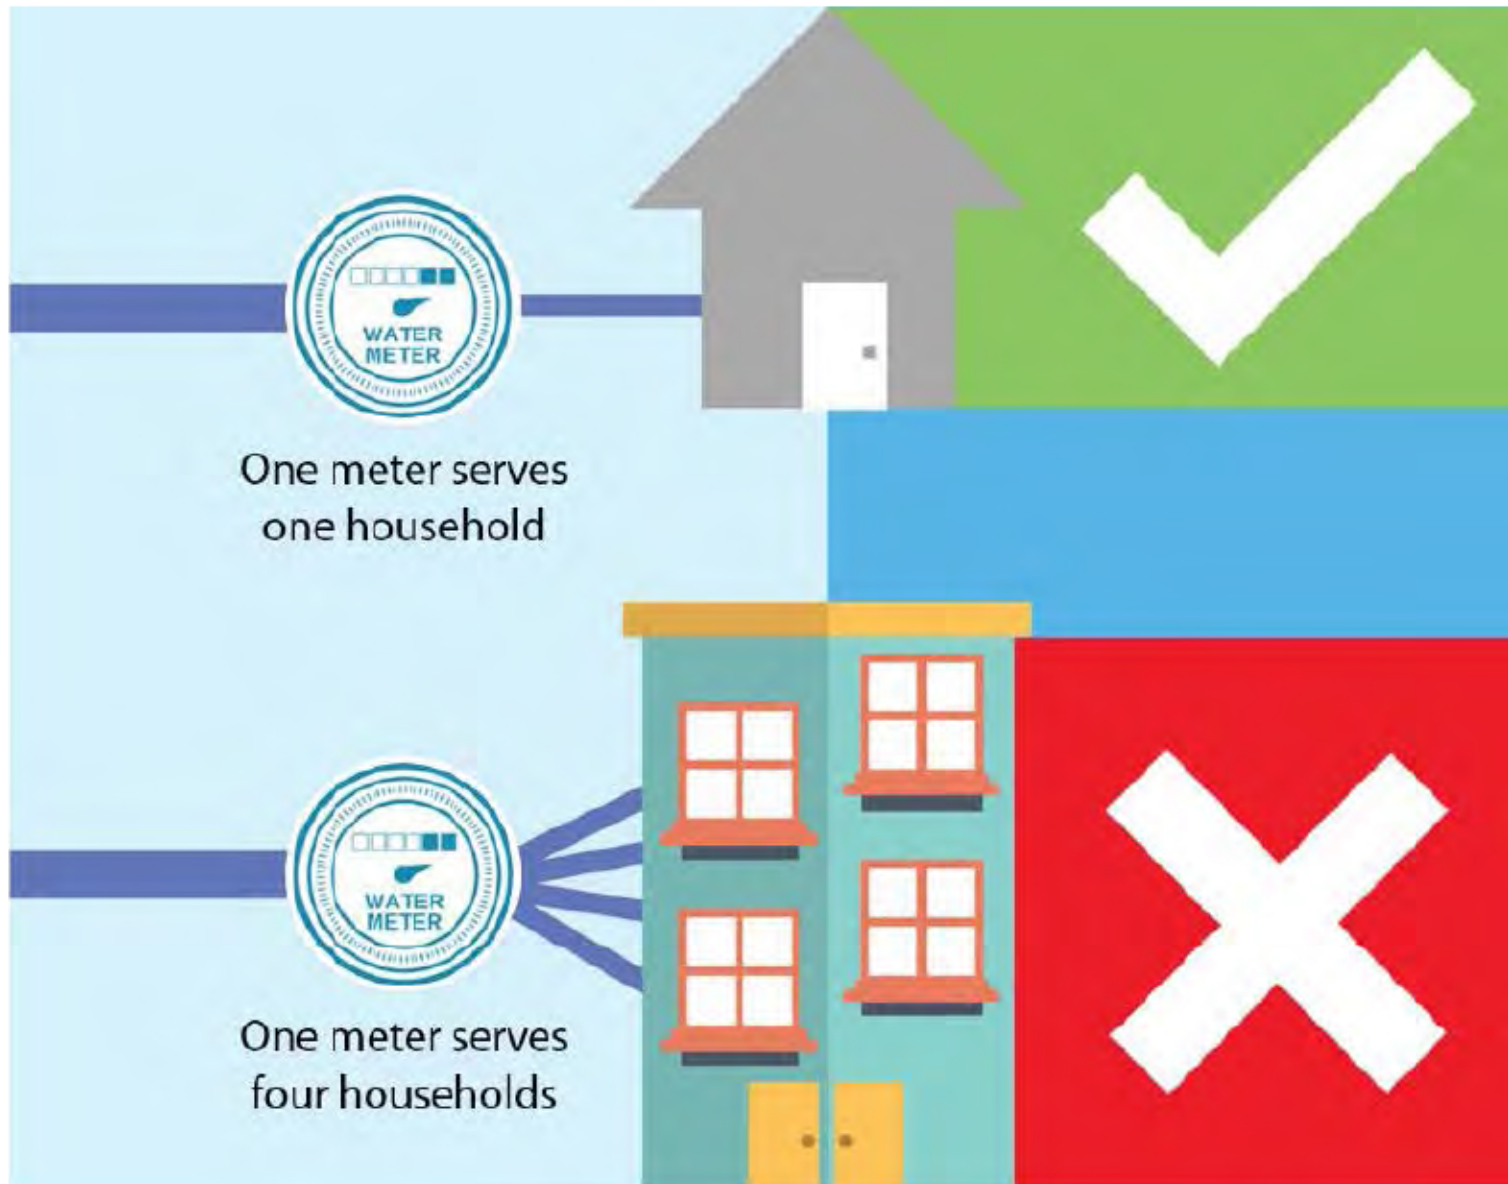 WATER
METER
One meter serves
one household
WATER
METER
One meter serves
four households